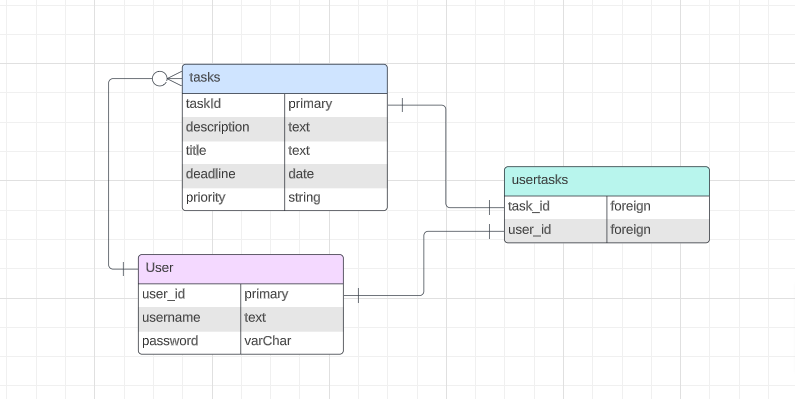 tasks
taskId primary
description text
title text
deadline date
priority string
usertasks
task_id foreign
user_id foreign
User
user_id primary
username text
password varChar